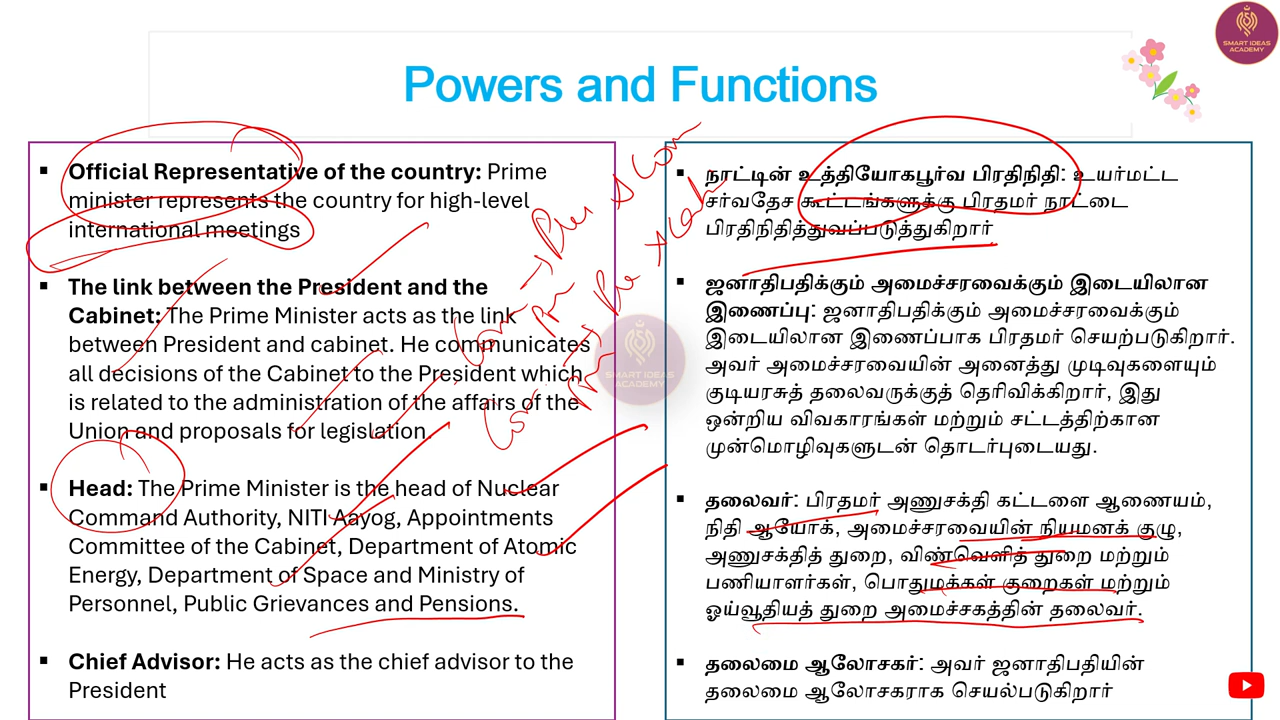 SMART IDEAS
ACADEMY
Powers and Functions
▪ Official Representative of the country: Prime
minister represents the country for high-level
international meetings
▪ The link between the President and the
Cabinet: The Prime Minister acts as the link
between President and cabinet. He communicates
all decisions of the Cabinet to the President which
is related to the administration of the affairs of the
Union and proposals for legislation.
▪ Head: The Prime Minister is the head of Nuclear
Command Authority, NITI Aayog, Appointments
Committee of the Cabinet, Department of Atomic
Energy, Department of Space and Ministry of
Personnel, Public Grievances and Pensions.
▪ Chief Advisor: He acts as the chief advisor to the
President
SMART IDEAS
ACADEMY
▪ நாட்டின் உத்தியோகபூர்வ பிரதிநிதி: உயர்மட்ட
சர்வதேச கூட்டங்களுக்கு பிரதமர் நாட்டை
பிரதிநிதித்துவப்படுத்துகிறார்
▪ ஜனாதிபதிக்கும் அமைச்சரவைக்கும் இடையிலான
இணைப்பு: ஜனாதிபதிக்கும் அமைச்சரவைக்கும்
இடையிலான இணைப்பாக பிரதமர் செயற்படுகிறார்.
அவர் அமைச்சரவையின் அனைத்து முடிவுகளையும்
குடியரசுத் தலைவருக்குத் தெரிவிக்கிறார், இது
ஒன்றிய விவகாரங்கள் மற்றும் சட்டத்திற்கான
முன்மொழிவுகளுடன் தொடர்புடையது.
▪ தலைவர்: பிரதமர் அணுசக்தி கட்டளை ஆணையம்,
நிதி ஆயோக், அமைச்சரவையின் நியமனக் குழு,
அணுசக்தித் துறை, விண்வெளித் துறை மற்றும்
பணியாளர்கள், பொதுமக்கள் குறைகள் மற்றும்
ஓய்வூதியத் துறை அமைச்சகத்தின் தலைவர்.
▪ தலைமை ஆலோசகர்: அவர் ஜனாதிபதியின்
தலைமை ஆலோசகராக செயல்படுகிறார்